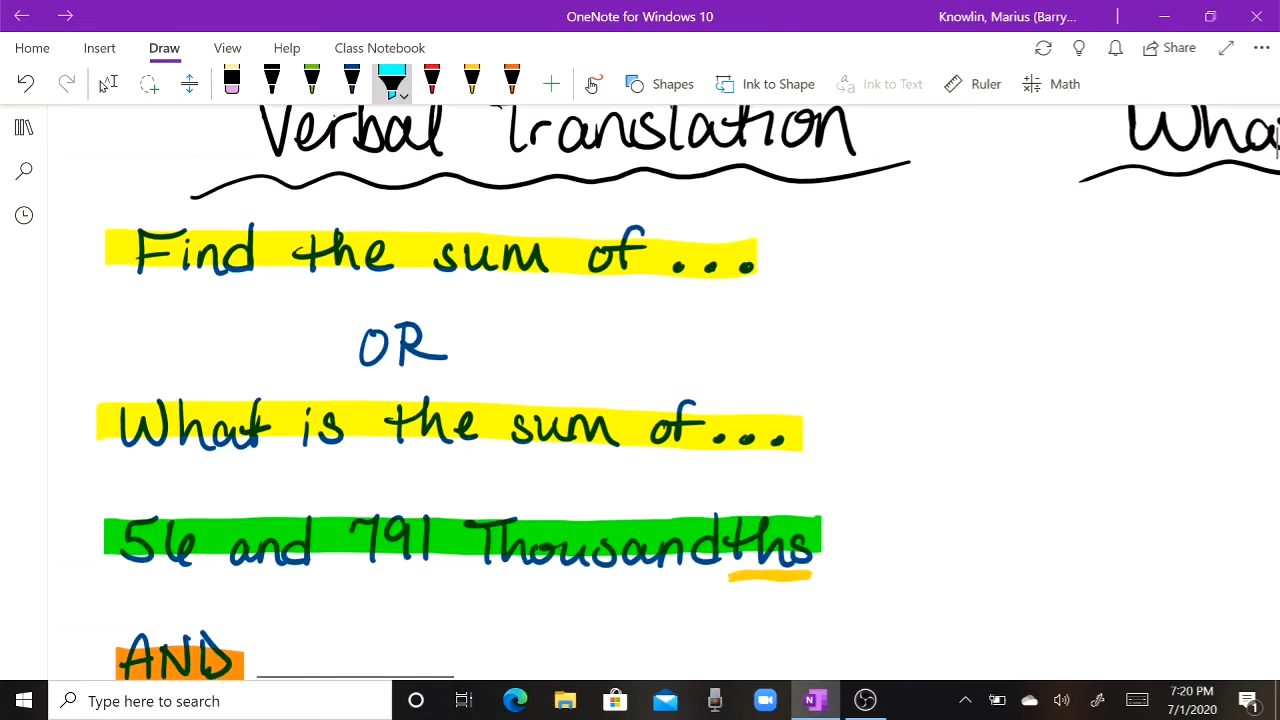 OneNote for Windows 10
Knowlin, Marius (Barry...
Home Insert Draw View Help Class Notebook Share
Shapes Ink to Shape Ink to Text Ruler Math
Verbal Translation
Wha
Find the sum of ...
OR
What is the sum of...
56 and 791 Thousandths
AND
Type here to search
7:20 PM
7/1/2020
1